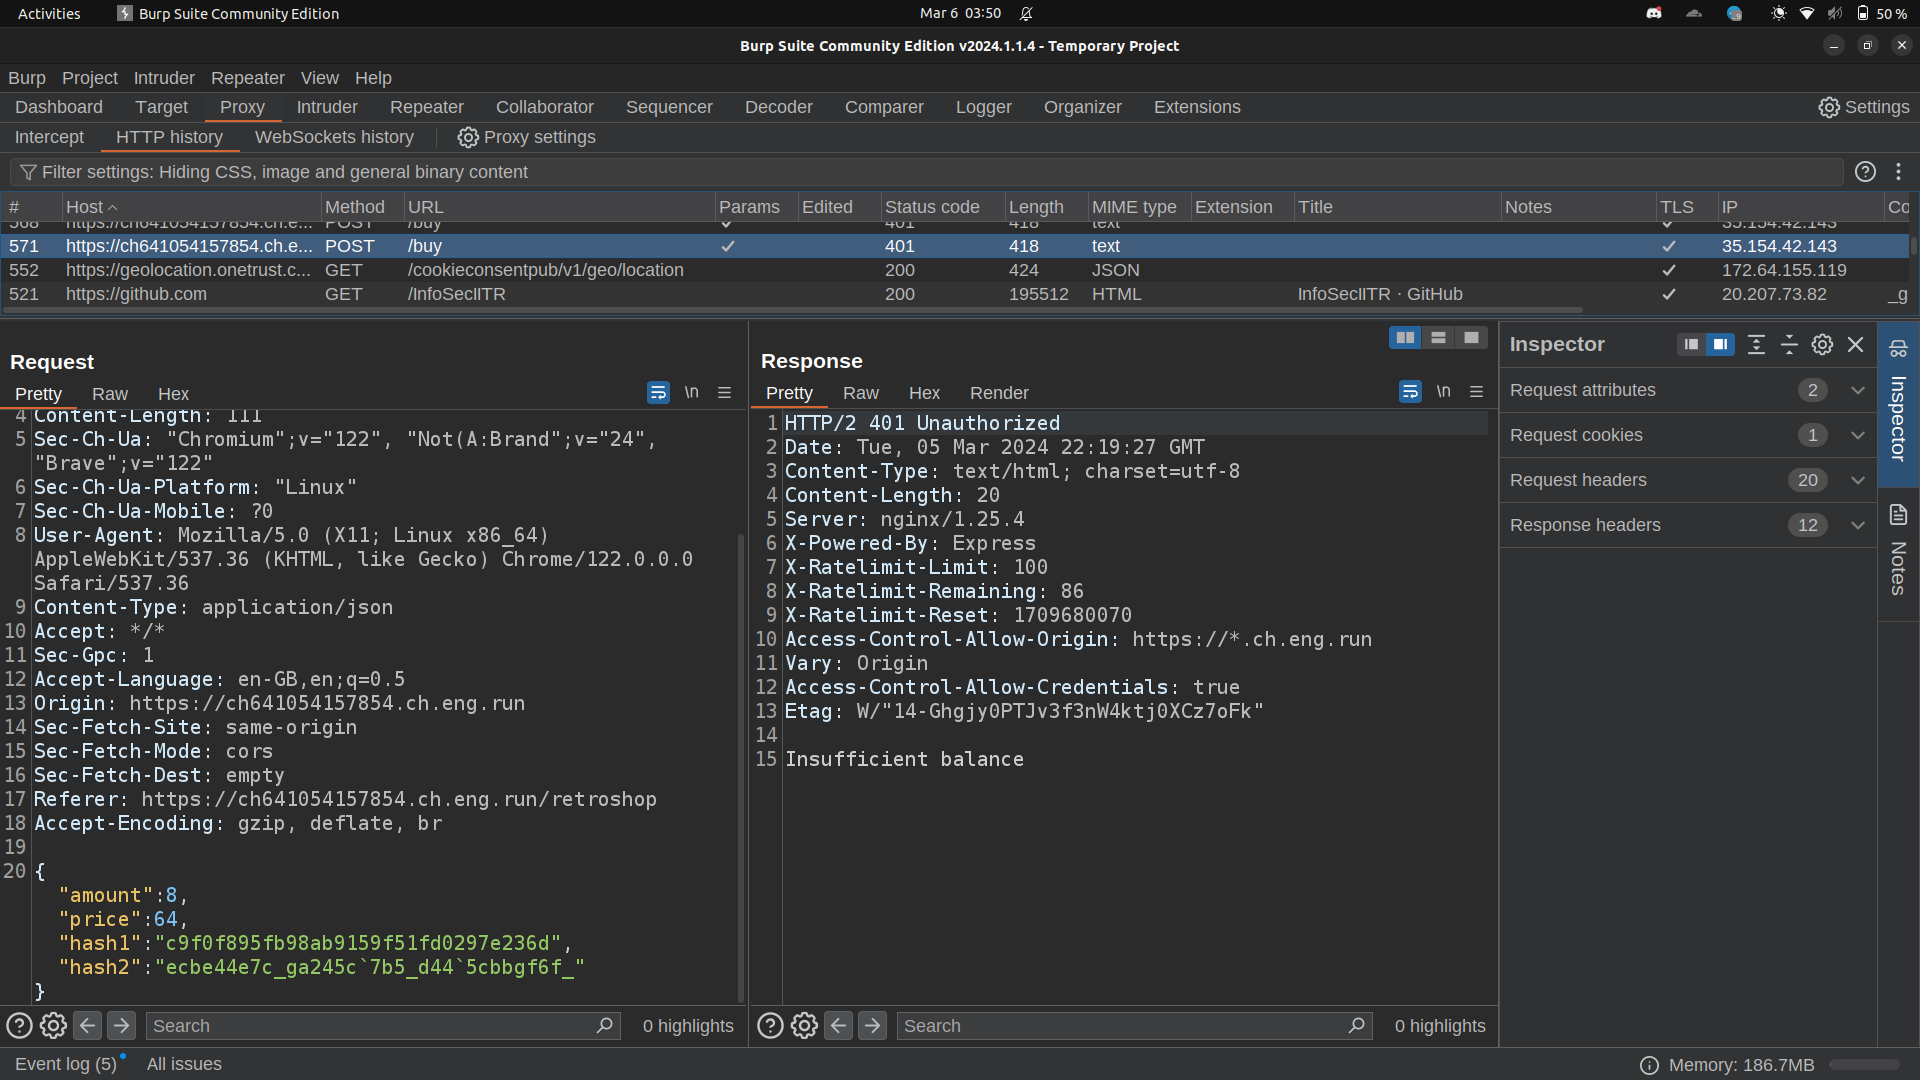 Activities Burp Suite Community Edition Mar 6 03:50 50 %
Burp Suite Community Edition v2024.1.1.4 - Temporary Project
Burp Project Intruder Repeater View Help
Dashboard Target Proxy Intruder Repeater Collaborator Sequencer Decoder Comparer Logger Organizer Extensions Settings
Intercept HTTP history WebSockets history Proxy settings
Filter settings: Hiding CSS, image and general binary content
# Host Method URL Params Edited Status code Length MIME type Extension Title Notes TLS IP Co
568 https://ch641054157854.ch.e... POST /buy ✓ 401 418 text ✓ 35.154.42.143
571 https://ch641054157854.ch.e... POST /buy ✓ 401 418 text ✓ 35.154.42.143
552 https://geolocation.onetrust.c... GET /cookieconsentpub/v1/geo/location 200 424 JSON ✓ 172.64.155.119
521 https://github.com GET /InfoSecIITR 200 195512 HTML InfoSecIITR · GitHub ✓ 20.207.73.82 _g
Request
Pretty Raw Hex \n
4 Content-Length: 111
5 Sec-Ch-Ua: "Chromium";v="122", "Not(A:Brand";v="24",
"Brave";v="122"
6 Sec-Ch-Ua-Platform: "Linux"
7 Sec-Ch-Ua-Mobile: ?0
8 User-Agent: Mozilla/5.0 (X11; Linux x86_64)
AppleWebKit/537.36 (KHTML, like Gecko) Chrome/122.0.0.0
Safari/537.36
9 Content-Type: application/json
10 Accept: */*
11 Sec-Gpc: 1
12 Accept-Language: en-GB,en;q=0.5
13 Origin: https://ch641054157854.ch.eng.run
14 Sec-Fetch-Site: same-origin
15 Sec-Fetch-Mode: cors
16 Sec-Fetch-Dest: empty
17 Referer: https://ch641054157854.ch.eng.run/retroshop
18 Accept-Encoding: gzip, deflate, br
19
20 {
"amount":8,
"price":64,
"hash1":"c9f0f895fb98ab9159f51fd0297e236d",
"hash2":"ecbe44e7c_ga245c`7b5_d44`5cbbgf6f_"
}
Search 0 highlights
Response
Pretty Raw Hex Render \n
1 HTTP/2 401 Unauthorized
2 Date: Tue, 05 Mar 2024 22:19:27 GMT
3 Content-Type: text/html; charset=utf-8
4 Content-Length: 20
5 Server: nginx/1.25.4
6 X-Powered-By: Express
7 X-Ratelimit-Limit: 100
8 X-Ratelimit-Remaining: 86
9 X-Ratelimit-Reset: 1709680070
10 Access-Control-Allow-Origin: https://*.ch.eng.run
11 Vary: Origin
12 Access-Control-Allow-Credentials: true
13 Etag: W/"14-Ghgjy0PTJv3f3nW4ktj0XCz7oFk"
14
15 Insufficient balance
Search 0 highlights
Inspector
Request attributes 2
Request cookies 1
Request headers 20
Response headers 12
Inspector
Notes
Event log (5) All issues Memory: 186.7MB